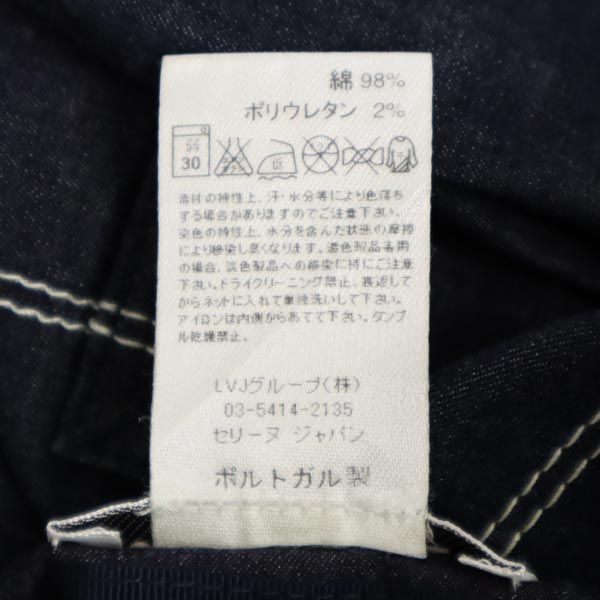 綿 98%
ポリウレタン 2%
弱
30
素材の特性上、汗・水分等により色落ち
する場合がありますのでご注意下さい。
染色の特性上、水分を含んだ状態の摩擦
により移染し易くなります。濃色製品着用
の場合、淡色製品への移染に特にご注意
下さい。ドライクリーニング禁止。裏返して
からネットに入れて単独洗いして下さい。
アイロンは内側からあてて下さい。タンブ
ル乾燥禁止。
LVJグループ(株)
03-5414-2135
セリーヌ ジャパン
ポルトガル製